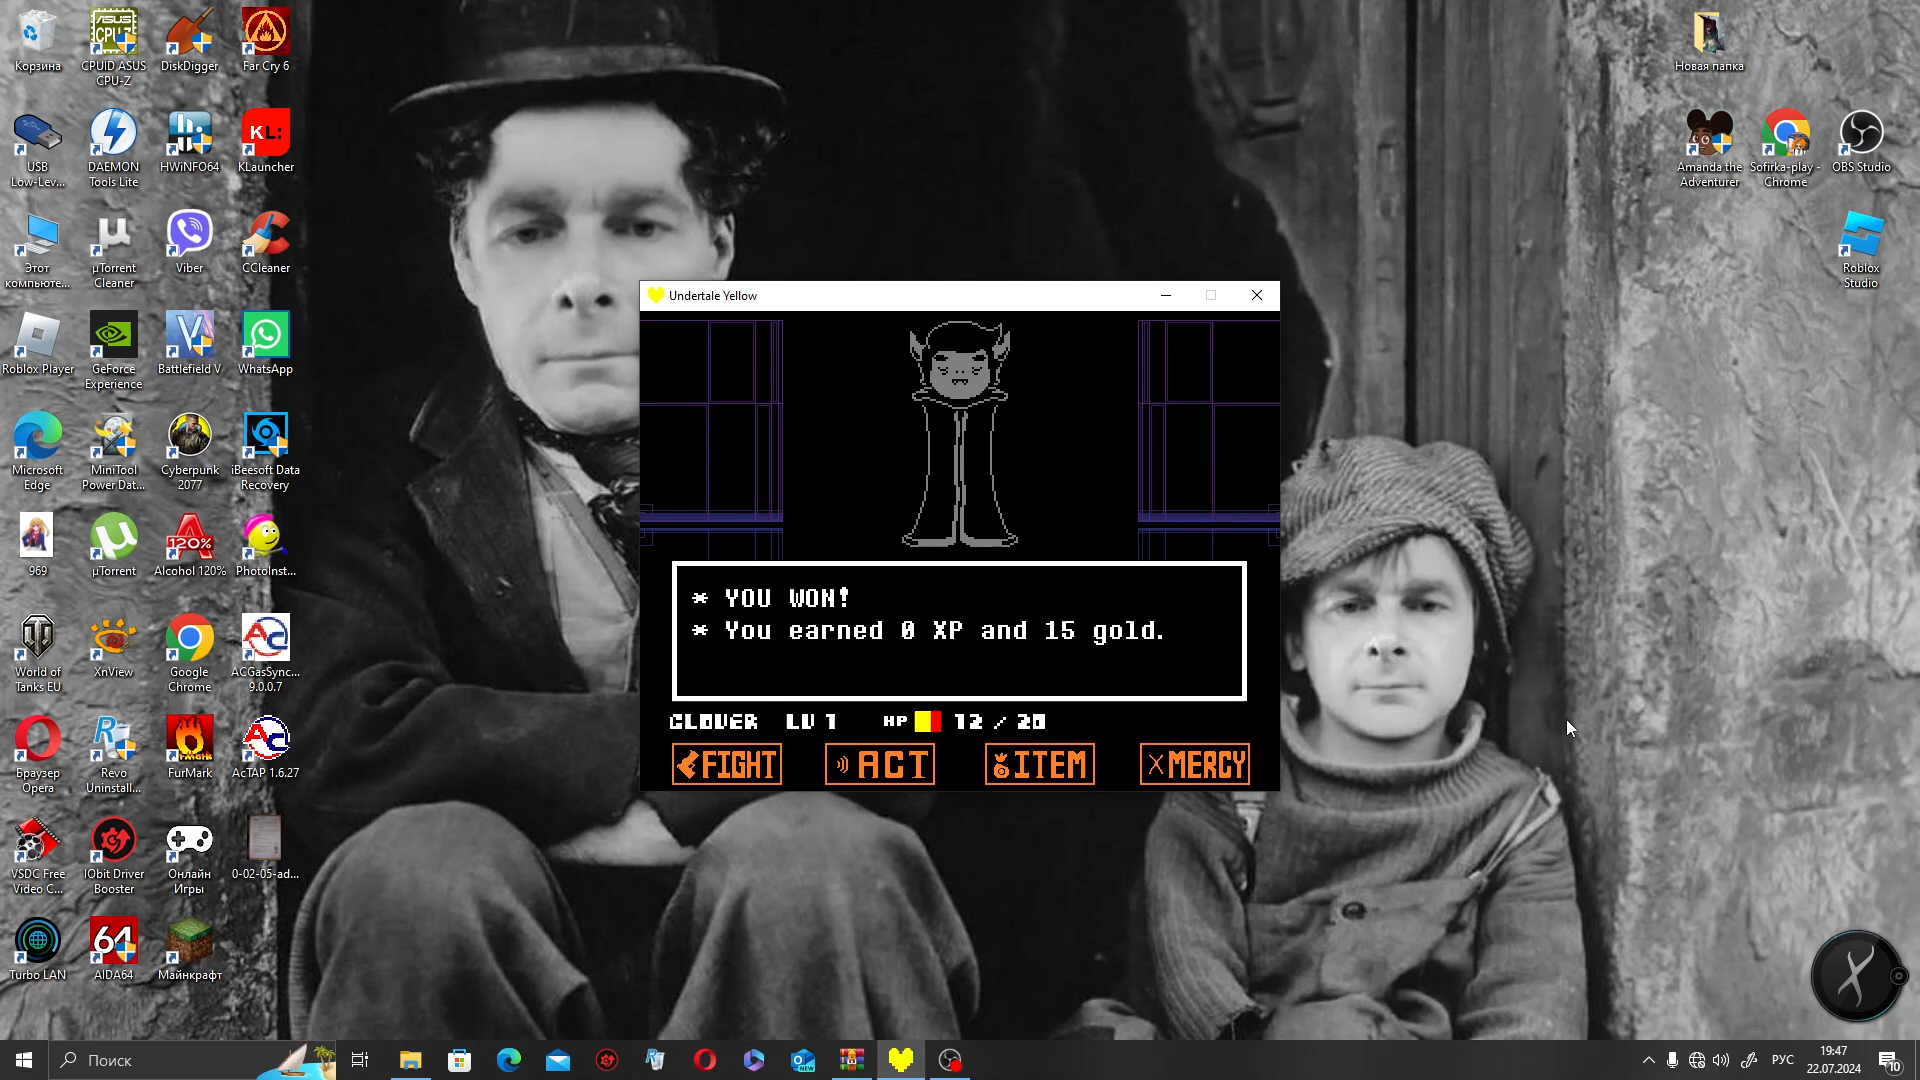 Корзина
CPUID ASUS
CPU-Z
DiskDigger
Far Cry 6
USB
Low-Lev...
DAEMON
Tools Lite
HWiNFO64
KLauncher
Этот
компьюте...
µTorrent
Cleaner
Viber
CCleaner
Roblox Player
GeForce
Experience
Battlefield V
WhatsApp
Microsoft
Edge
MiniTool
Power Dat...
Cyberpunk
2077
iBeesoft Data
Recovery
969
µTorrent
Alcohol 120%
PhotoInst...
World of
Tanks EU
XnView
Google
Chrome
ACGasSync...
9.0.0.7
Браузер
Opera
Revo
Uninstall...
FurMark
AcTAP 1.6.27
VSDC Free
Video C...
IObit Driver
Booster
Онлайн
Игры
0-02-05-ad...
Turbo LAN
AIDA64
Майнкрафт
Новая папка
Amanda the
Adventurer
Sofirka-play -
Chrome
OBS Studio
Roblox
Studio
Undertale Yellow
* YOU WON!
* You earned 0 XP and 15 gold.
CLOVER LV 1 HP 12 / 20
FIGHT ACT ITEM MERCY
Поиск
РУС
19:47
22.07.2024
10